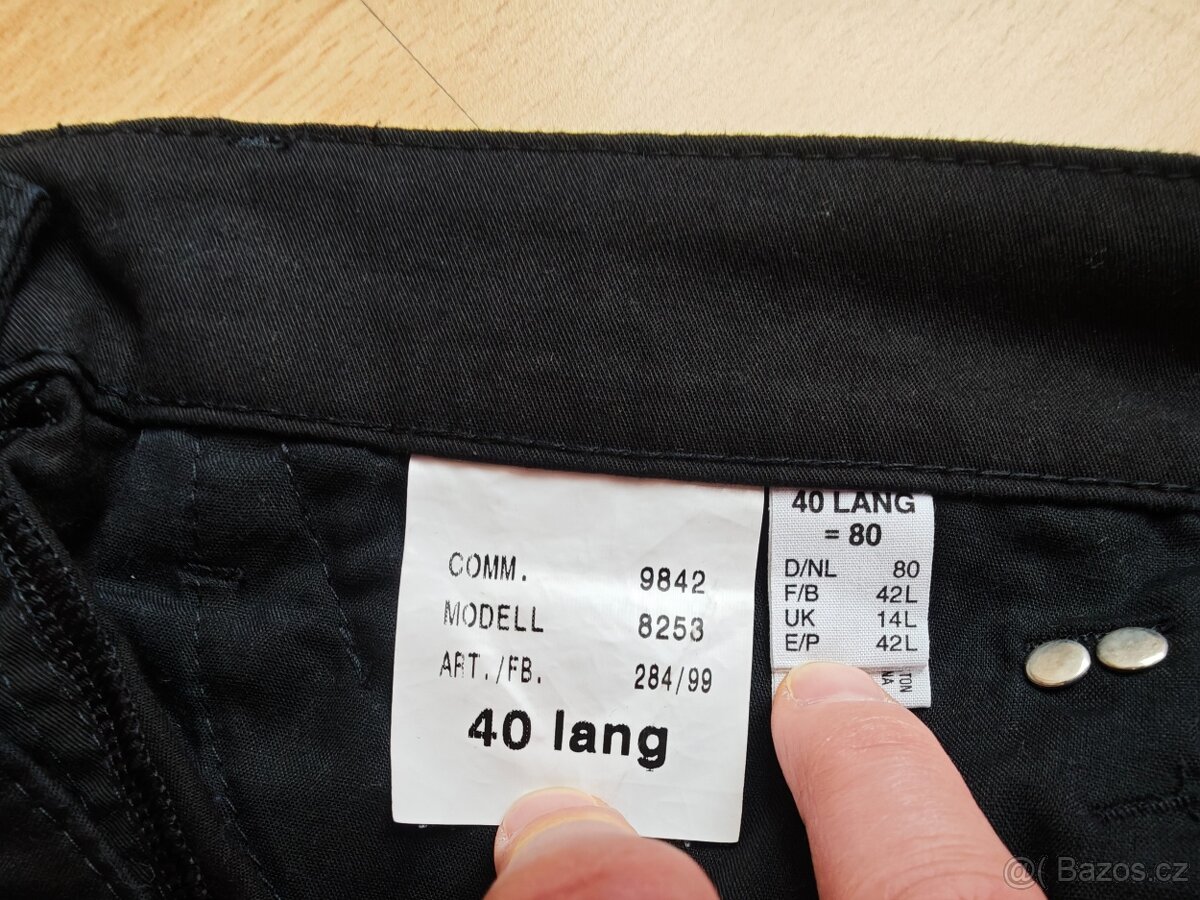 COMM. 9842
MODELL 8253
ART./FB. 284/99
40 lang
40 LANG
= 80
D/NL 80
F/B 42L
UK 14L
E/P 42L
@( Bazos.cz